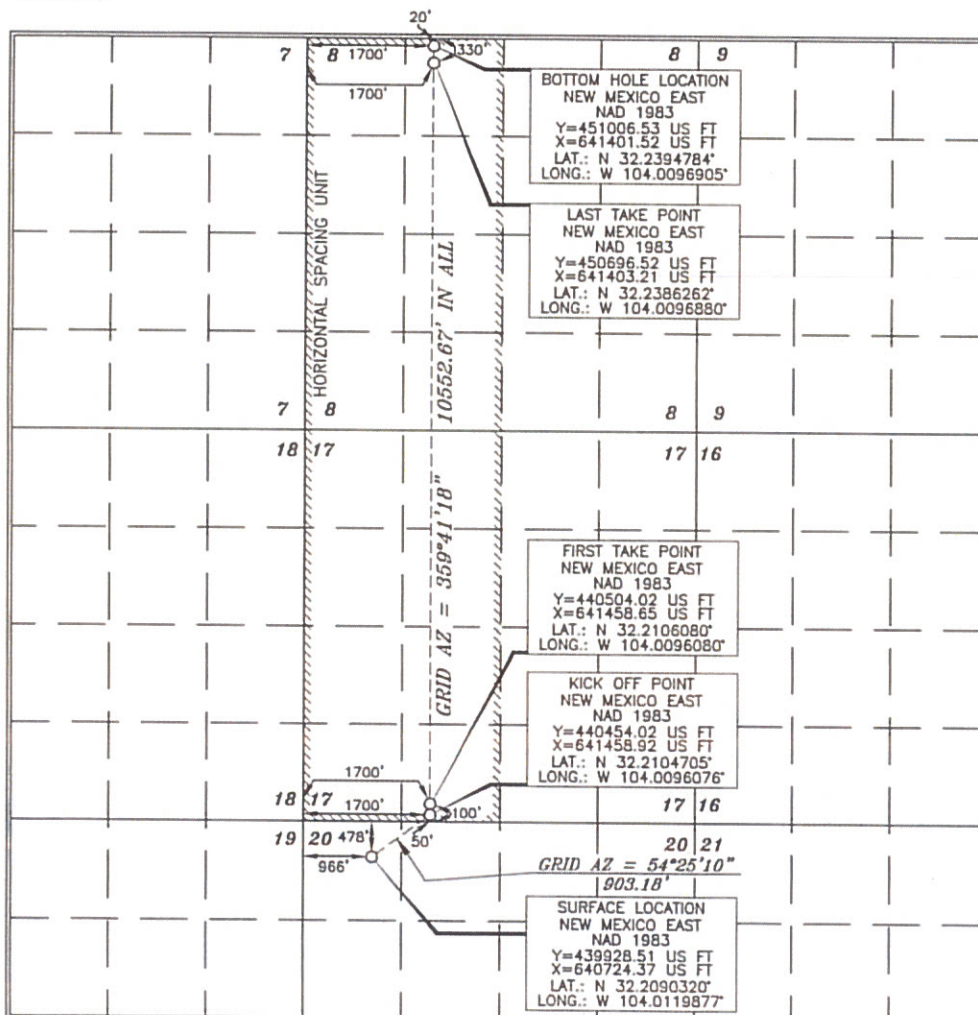 20'
7 8 1700' 330' 8 9
1700'
BOTTOM HOLE LOCATION
NEW MEXICO EAST
NAD 1983
Y=451006.53 US FT
X=641401.52 US FT
LAT.: N 32.2394784°
LONG.: W 104.0096905°
LAST TAKE POINT
NEW MEXICO EAST
NAD 1983
Y=450696.52 US FT
X=641403.21 US FT
LAT.: N 32.2386262°
LONG.: W 104.0096880°
HORIZONTAL SPACING UNIT
10552.67' IN ALL
GRID AZ = 359°41'18"
7 8 8 9
18 17 17 16
FIRST TAKE POINT
NEW MEXICO EAST
NAD 1983
Y=440504.02 US FT
X=641458.65 US FT
LAT.: N 32.2106080°
LONG.: W 104.0096080°
KICK OFF POINT
NEW MEXICO EAST
NAD 1983
Y=440454.02 US FT
X=641458.92 US FT
LAT.: N 32.2104705°
LONG.: W 104.0096076°
1700'
18 17 1700' 100' 17 16
19 20 478' 50' 20 21
966'
GRID AZ = 54°25'10"
903.18'
SURFACE LOCATION
NEW MEXICO EAST
NAD 1983
Y=439928.51 US FT
X=640724.37 US FT
LAT.: N 32.2090320°
LONG.: W 104.0119877°